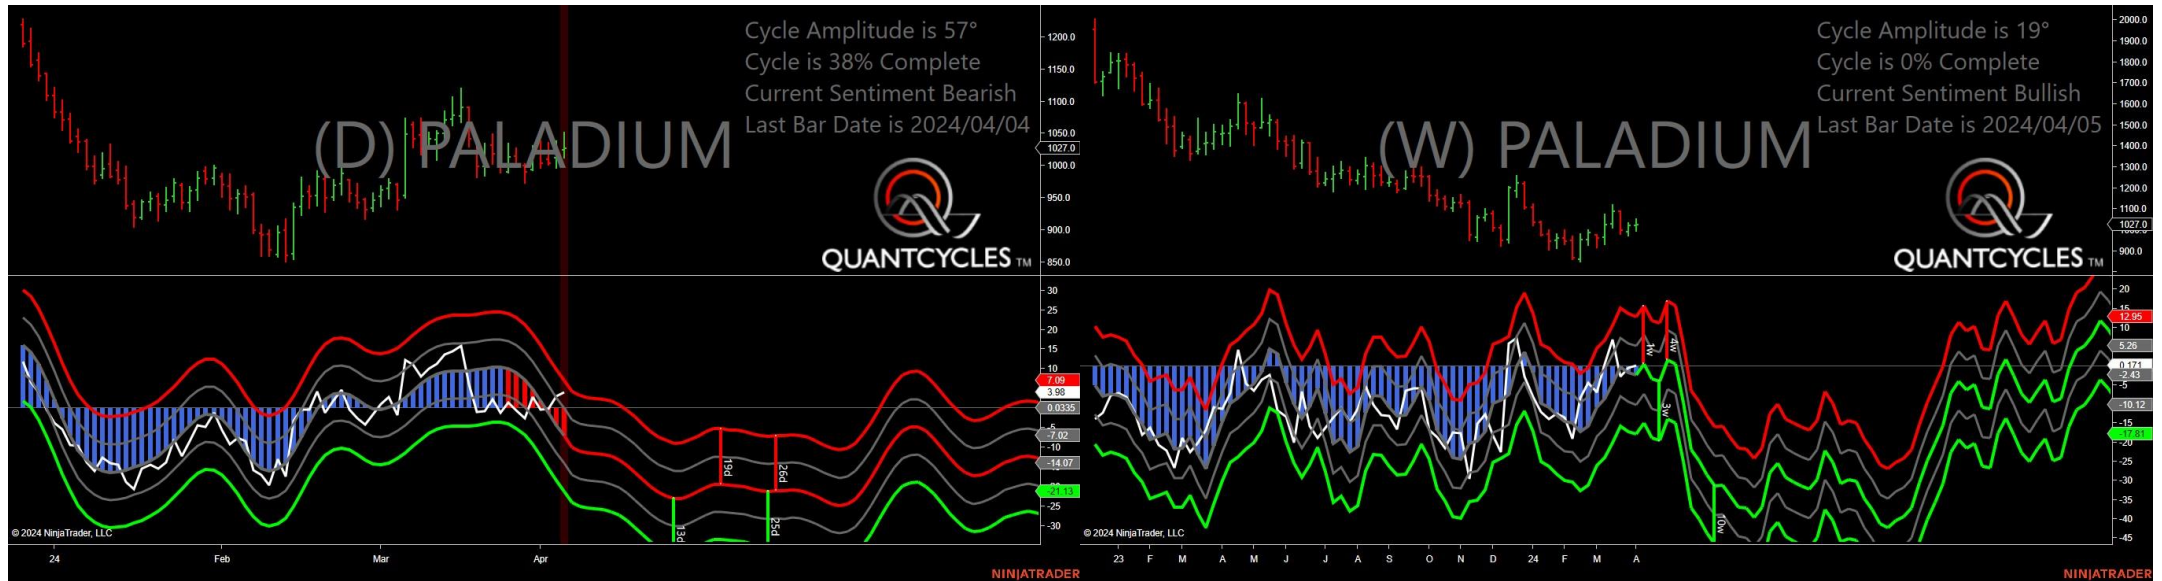 Cycle Amplitude is 57°
Cycle is 38% Complete
Current Sentiment Bearish
Last Bar Date is 2024/04/04
(D) PALADIUM
QUANTCYCLES TM
1200.0
1150.0
1100.0
1050.0
1027.0
1000.0
950.0
900.0
850.0
30
25
20
15
10
7.09
3.98
0.0335
-5
-7.02
-10
-14.07
-21.13
-25
-30
19d
26d
13d
25d
© 2024 NinjaTrader, LLC
24 Feb Mar Apr
NINJATRADER
Cycle Amplitude is 19°
Cycle is 0% Complete
Current Sentiment Bullish
Last Bar Date is 2024/04/05
(W) PALADIUM
QUANTCYCLES TM
2000.0
1900.0
1800.0
1700.0
1600.0
1500.0
1400.0
1300.0
1200.0
1100.0
1027.0
900.0
20
15
12.95
10
5.26
0.171
-2.43
-5
-10.12
-15
-17.81
-20
-25
-30
-35
-40
-45
1w
4w
3w
10w
© 2024 NinjaTrader, LLC
23 F M A M J J A S O N D 24 F M A
NINJATRADER